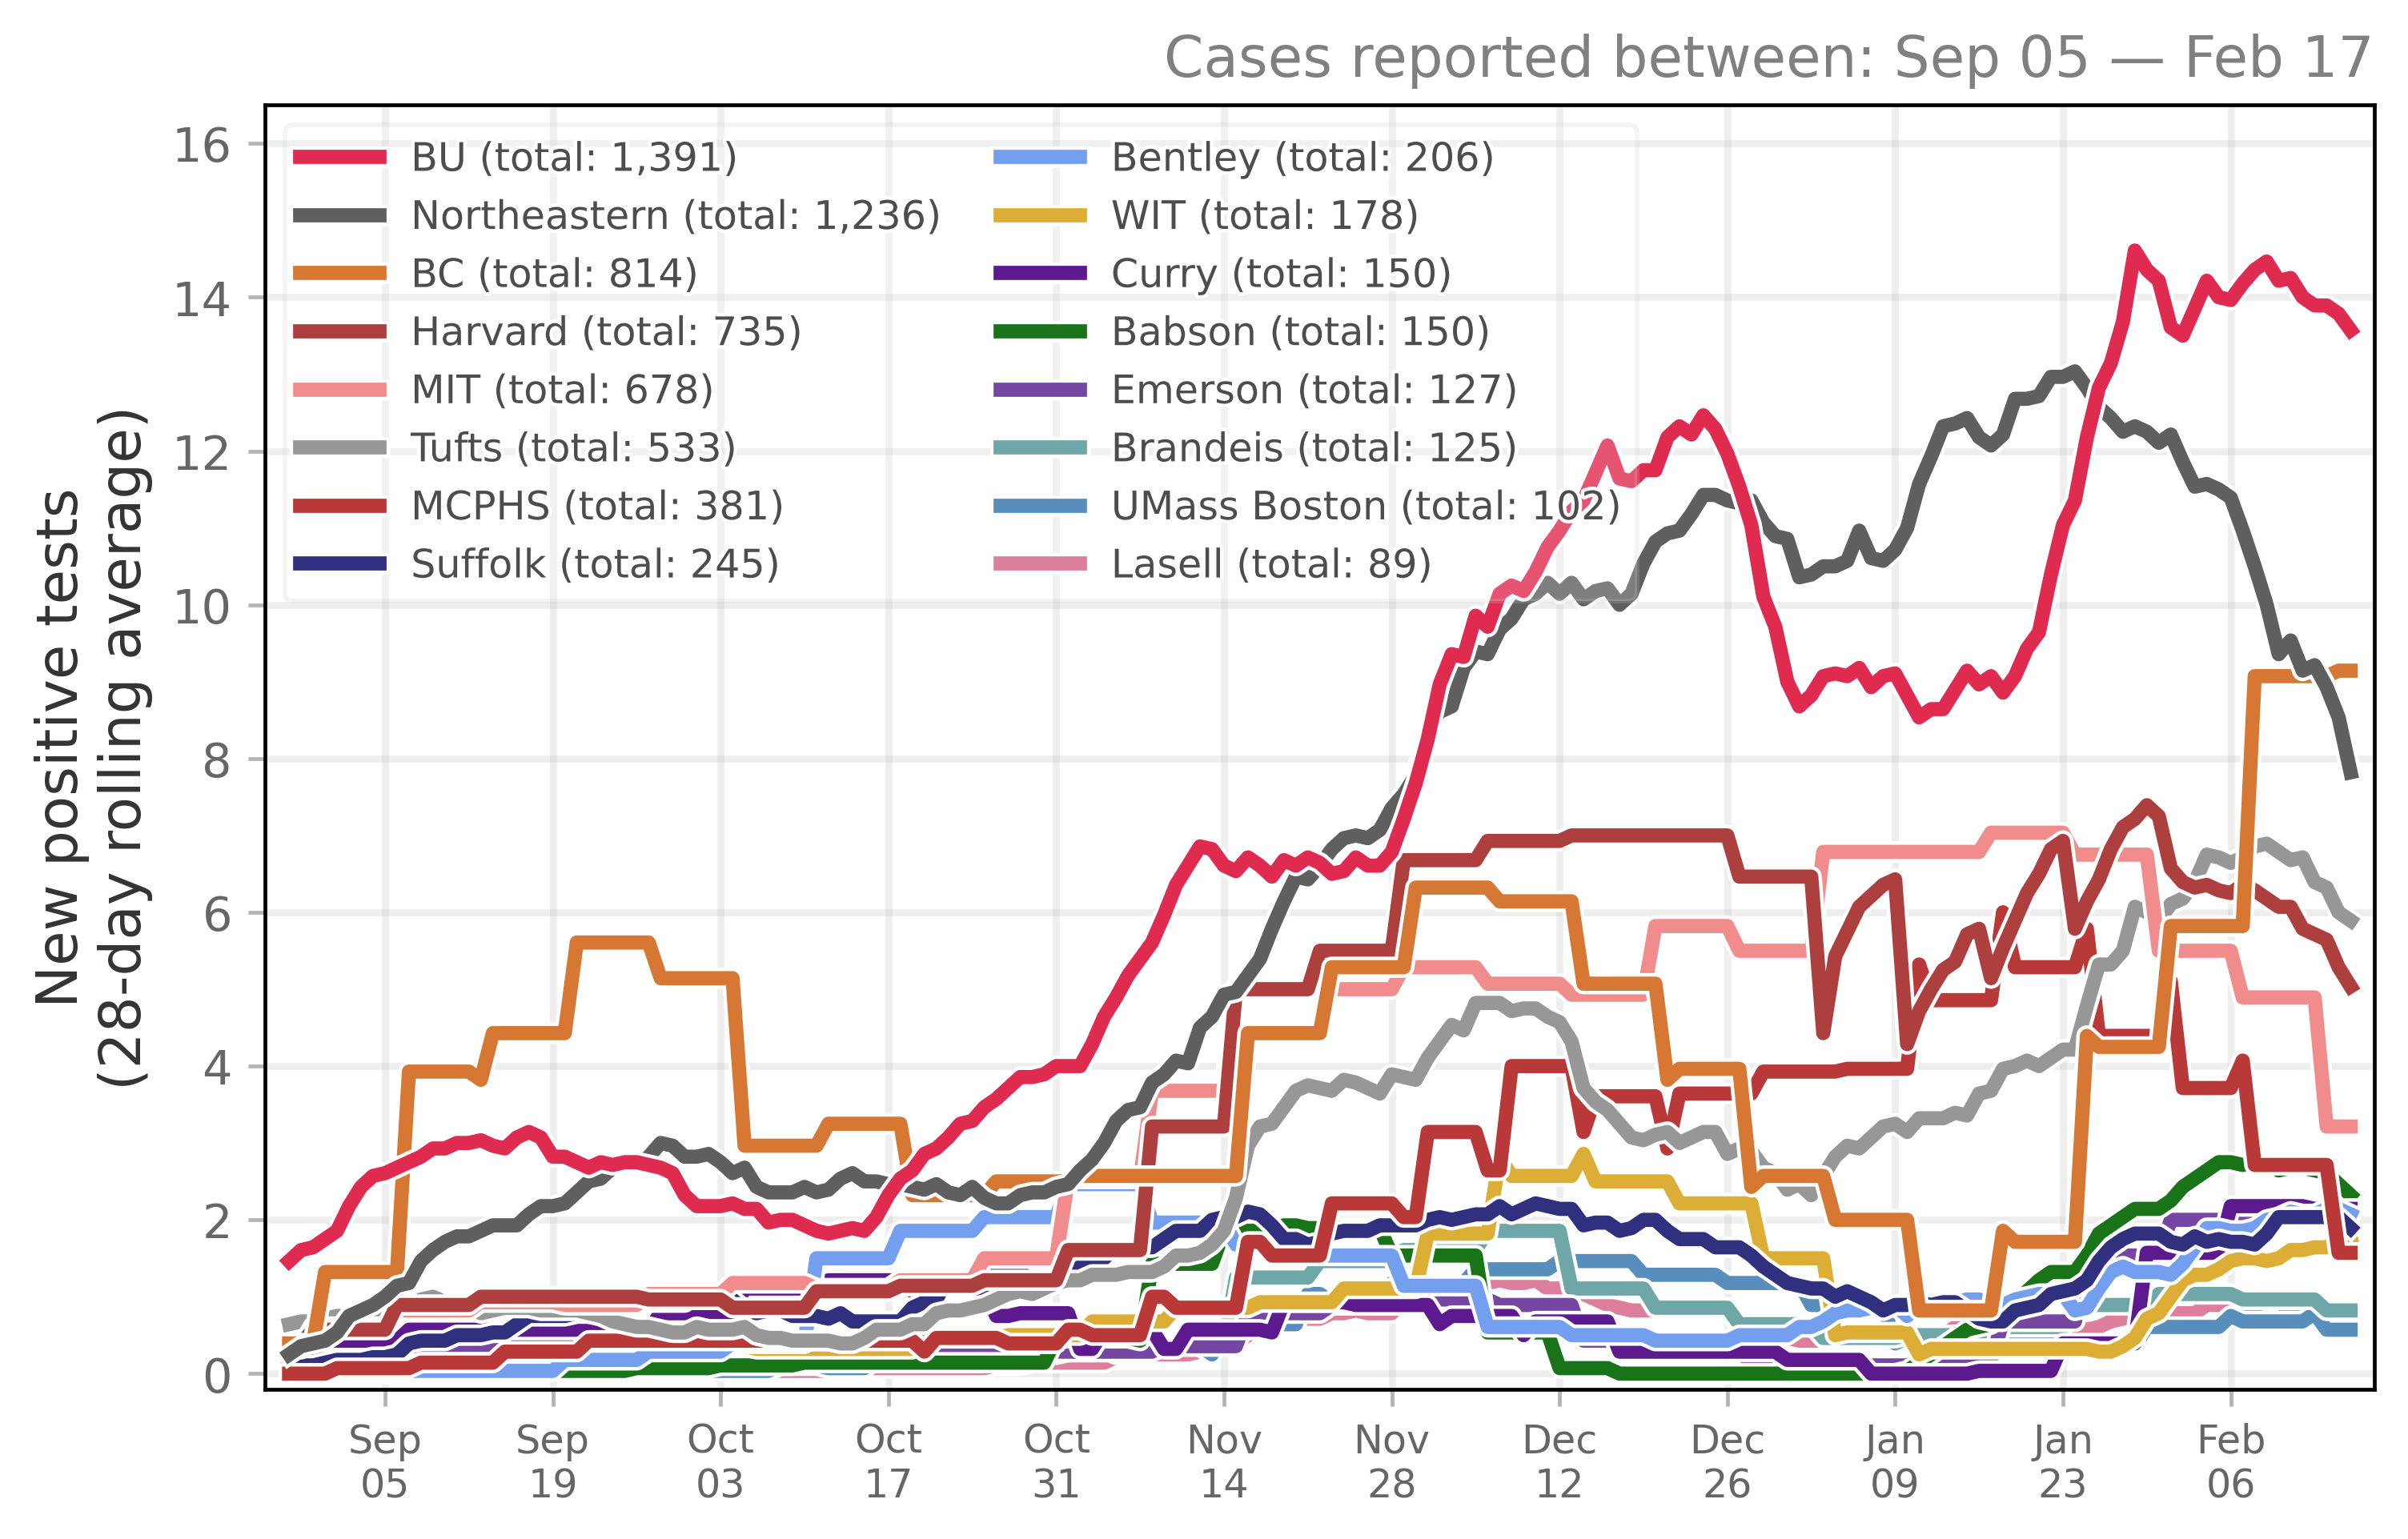 Cases reported between: Sep 05 — Feb 17
New positive tests
(28-day rolling average)
16
14
12
10
8
6
4
2
0
BU (total: 1,391)
Northeastern (total: 1,236)
BC (total: 814)
Harvard (total: 735)
MIT (total: 678)
Tufts (total: 533)
MCPHS (total: 381)
Suffolk (total: 245)
Bentley (total: 206)
WIT (total: 178)
Curry (total: 150)
Babson (total: 150)
Emerson (total: 127)
Brandeis (total: 125)
UMass Boston (total: 102)
Lasell (total: 89)
Sep
05
Sep
19
Oct
03
Oct
17
Oct
31
Nov
14
Nov
28
Dec
12
Dec
26
Jan
09
Jan
23
Feb
06